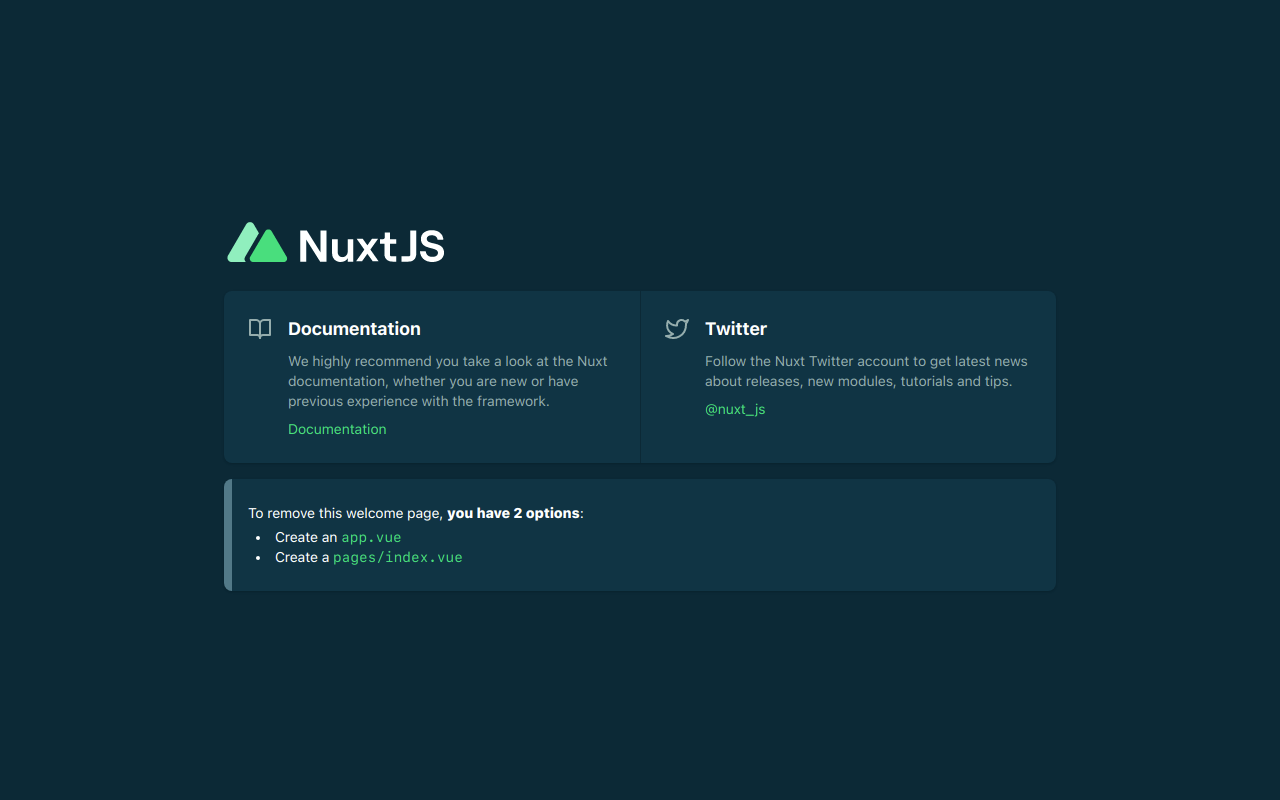 NuxtJS
Documentation
We highly recommend you take a look at the Nuxt
documentation, whether you are new or have
previous experience with the framework.
Documentation
Twitter
Follow the Nuxt Twitter account to get latest news
about releases, new modules, tutorials and tips.
@nuxt_js
To remove this welcome page, you have 2 options:
• Create an app.vue
• Create a pages/index.vue